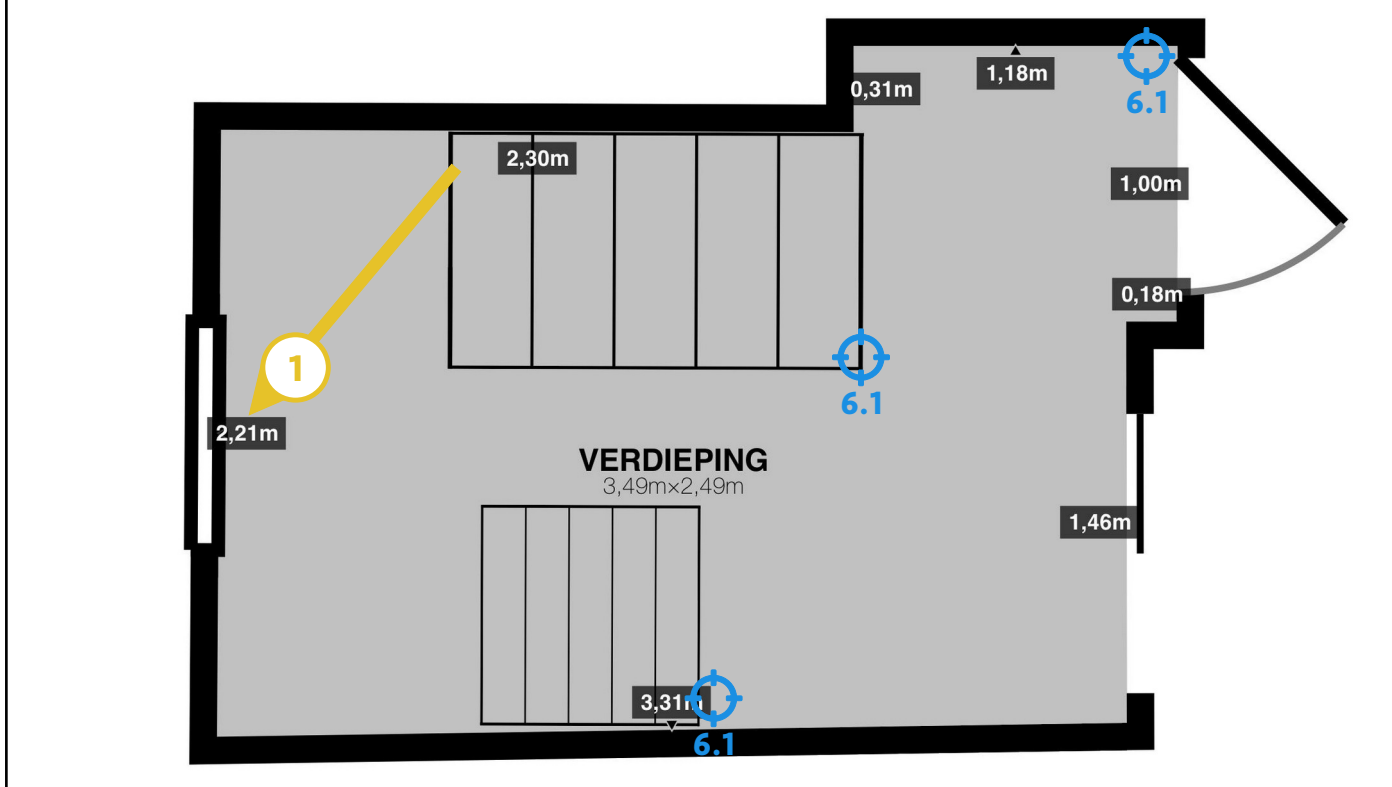 1,18m
0,31m
6.1
2,30m
1,00m
0,18m
1
6.1
2,21m
VERDIEPING
3,49m×2,49m
1,46m
3,31m
6.1